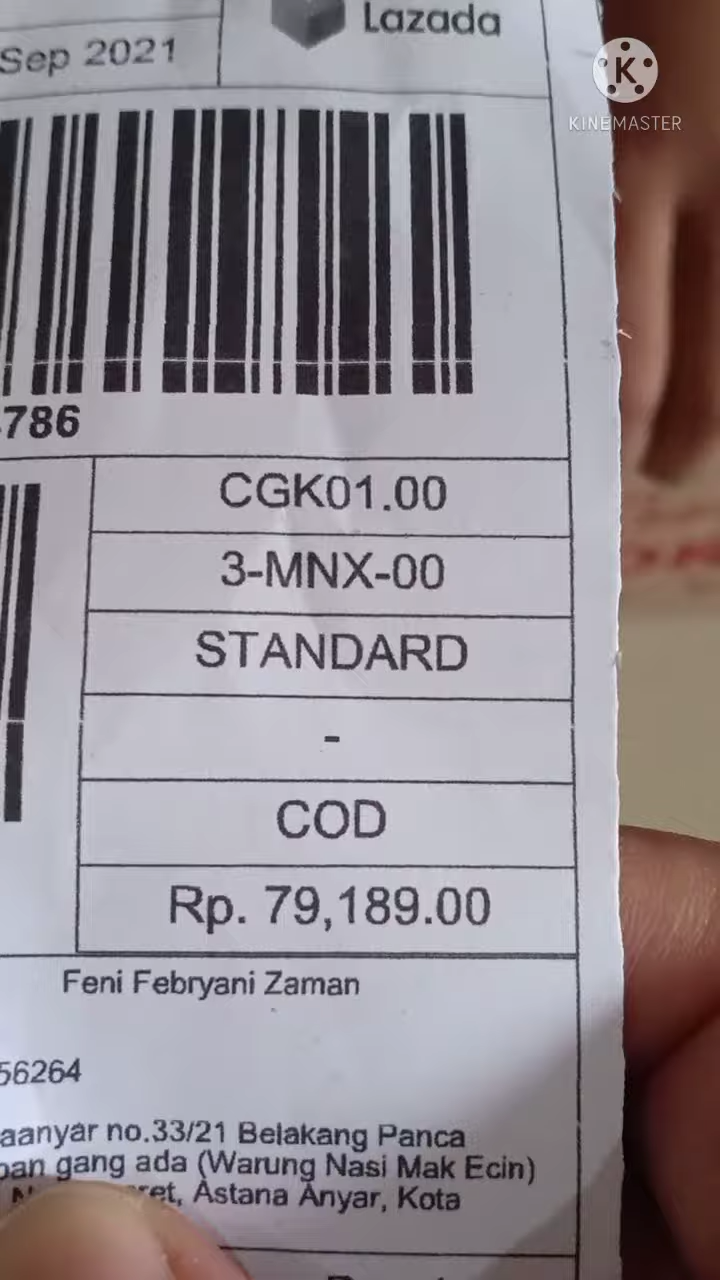 Lazada
Sep 2021
K
KINEMASTER
786
CGK01.00
3-MNX-00
STANDARD
-
COD
Rp. 79,189.00
Feni Febryani Zaman
56264
aanyar no.33/21 Belakang Panca
pan gang ada (Warung Nasi Mak Ecin)
ret, Astana Anyar, Kota